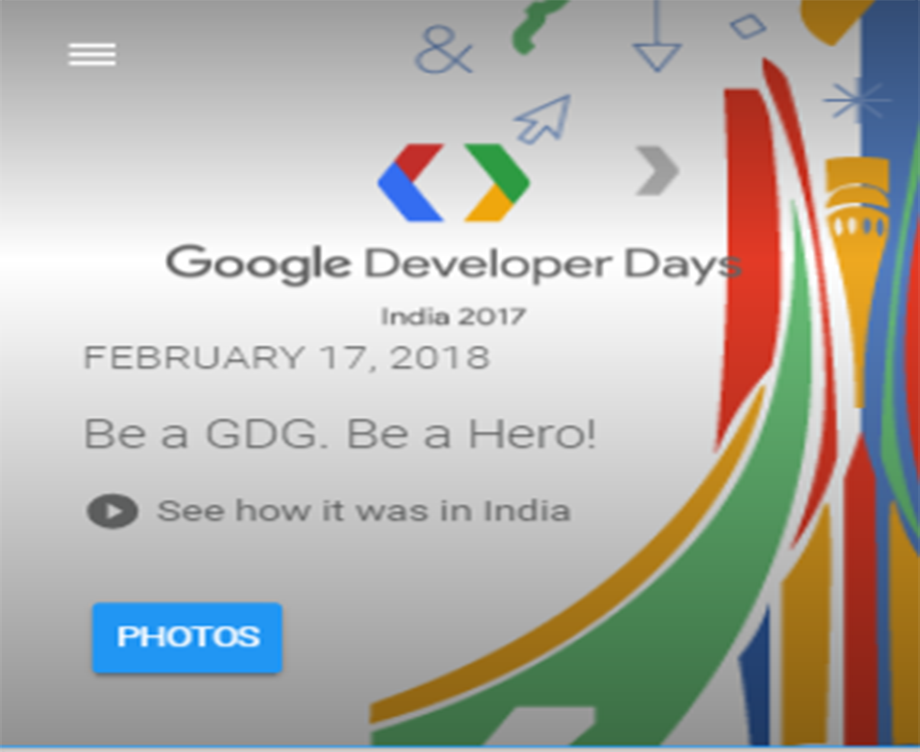 &
Google Developer Days
India 2017
FEBRUARY 17, 2018
Be a GDG. Be a Hero!
See how it was in India
PHOTOS